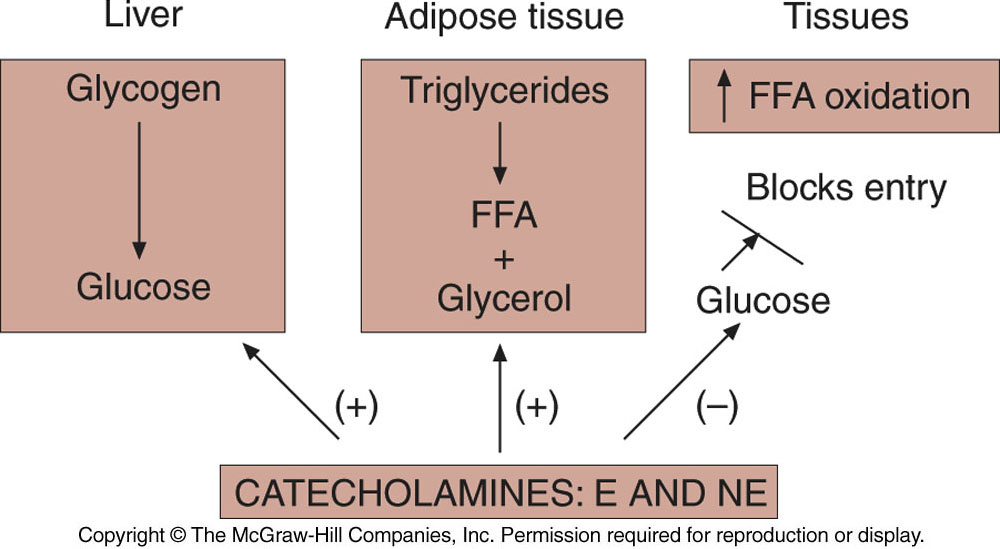 Liver
Adipose tissue
Tissues
Glycogen
Glucose
Triglycerides
FFA
+
Glycerol
FFA oxidation
Blocks entry
Glucose
(+)
(+)
(–)
CATECHOLAMINES: E AND NE
Copyright © The McGraw-Hill Companies, Inc. Permission required for reproduction or display.